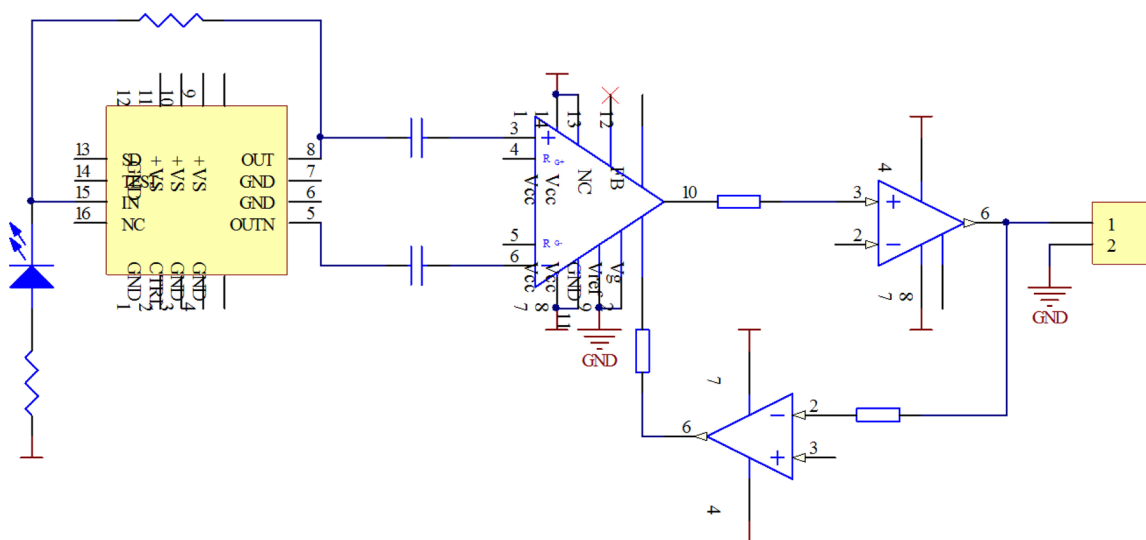 12
11
10
9
13
14
15
16
SD
TEST
IN
NC
GND
+VS
+VS
+VS
OUT
GND
GND
OUTN
8
7
6
5
GND
CTRL
GND
GND
1
2
3
4
1
14
13
12
3
4
5
6
+
R G+
R G-
Vcc
Vcc
NC
FB
Vcc
Vcc
GND
Vref
Vg
7
8
11
9
2
GND
10
4
3
2
+
−
6
7
8
1
2
GND
7
6
2
3
−
+
4